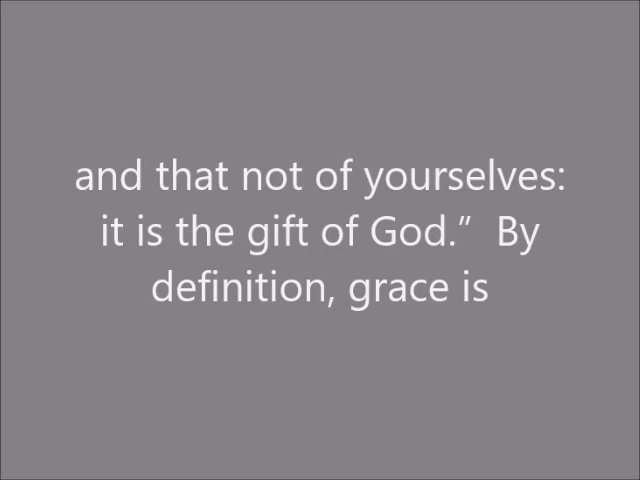 and that not of yourselves:
it is the gift of God.”  By
definition, grace is